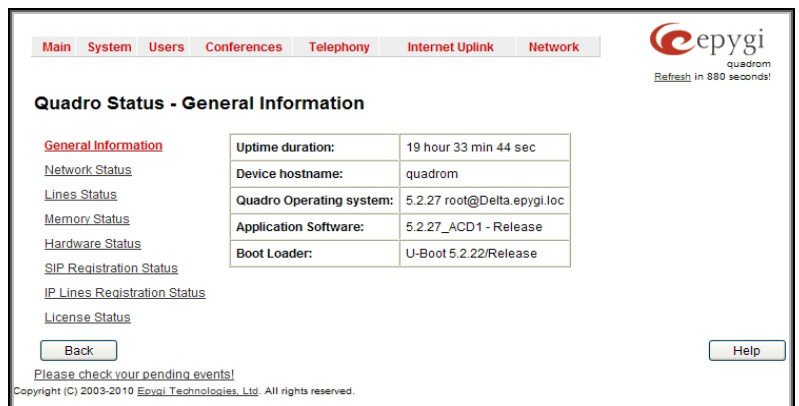 Main System Users Conferences Telephony Internet Uplink Network
epygi
quadrom
Refresh in 880 seconds!
Quadro Status - General Information
General Information
Network Status
Lines Status
Memory Status
Hardware Status
SIP Registration Status
IP Lines Registration Status
License Status
Uptime duration: 19 hour 33 min 44 sec
Device hostname: quadrom
Quadro Operating system: 5.2.27 root@Delta.epygi.loc
Application Software: 5.2.27_ACD1 - Release
Boot Loader: U-Boot 5.2.22/Release
Back
Help
Please check your pending events!
Copyright (C) 2003-2010 Epygi Technologies, Ltd. All rights reserved.